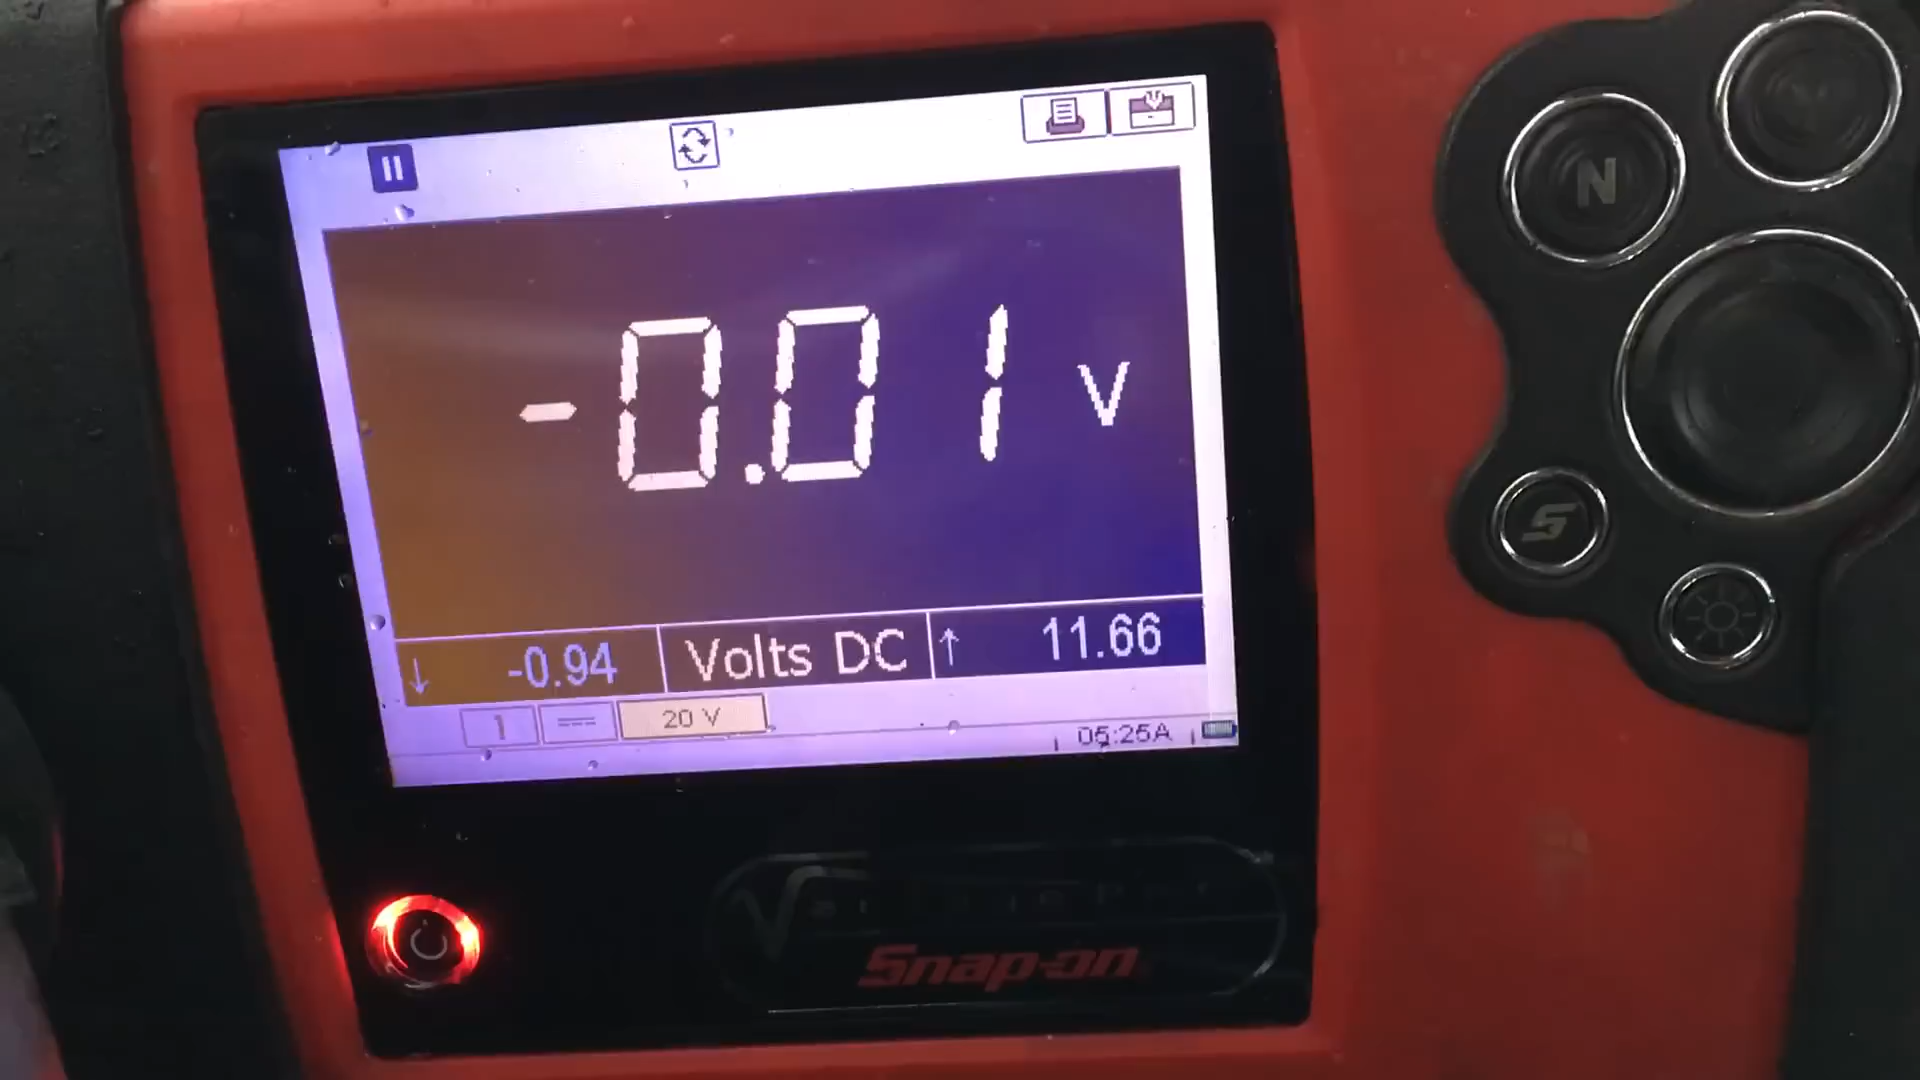 N
-0.01 V
↓ -0.94 Volts DC ↑ 11.66
1 20 V
05:25A
Snap-on